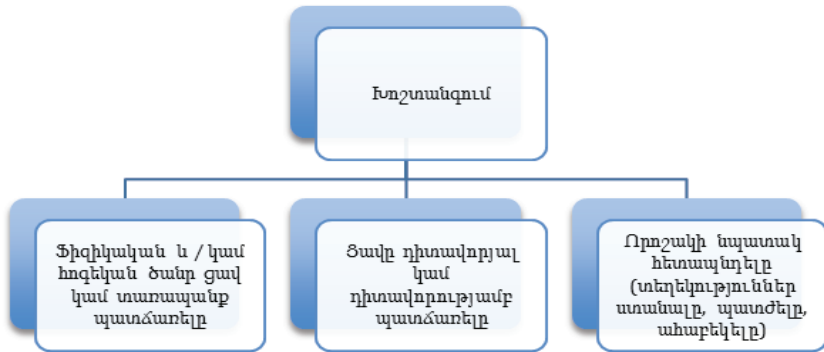 Խոշտանգում
Ֆիզիկական և / կամ
հոգեկան ծանր ցավ
կամ տառապանք
պատճառելը
Ցավը դիտավորյալ
կամ
դիտավորությամբ
պատճառելը
Որոշակի նպատակ
հետապնդելը
(տեղեկություններ
ստանալը, պատժելը,
ահաբեկելը)